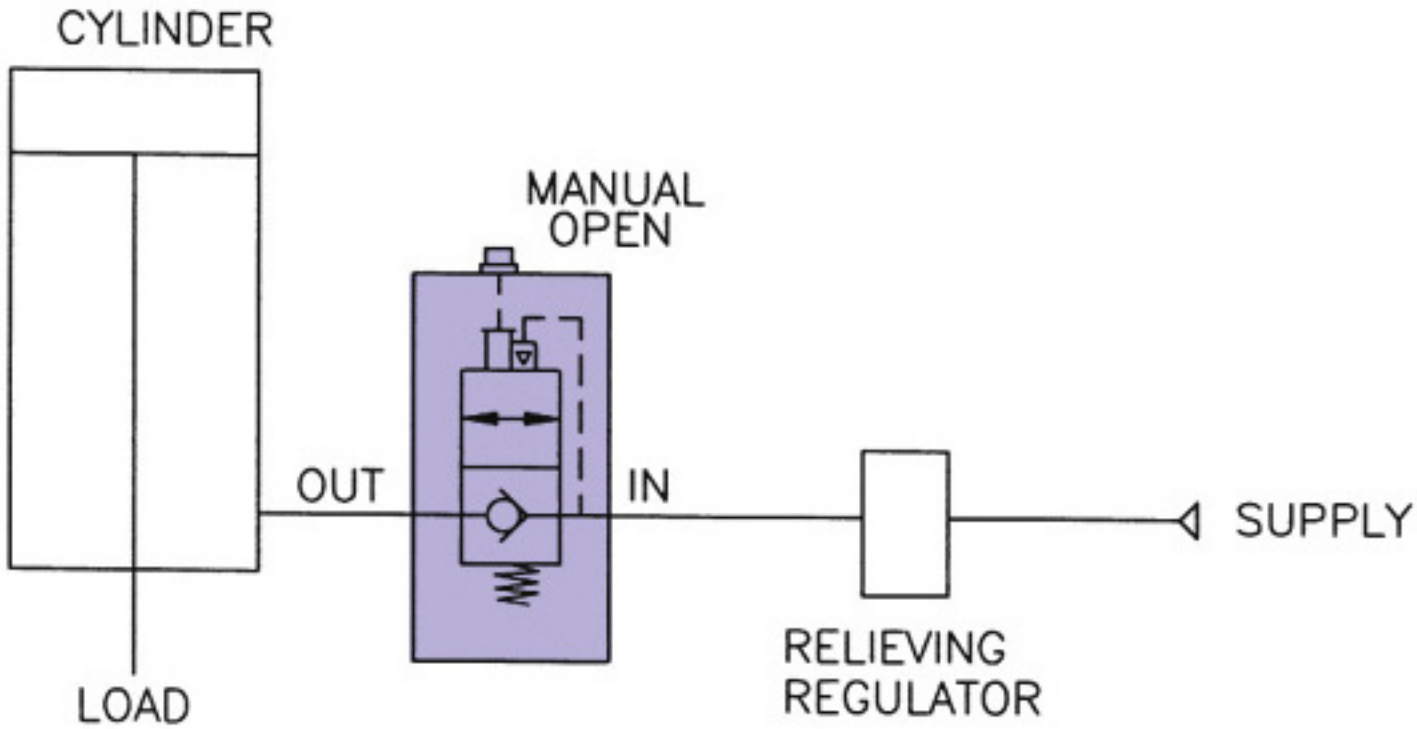 CYLINDER
MANUAL
OPEN
OUT
IN
SUPPLY
RELIEVING
REGULATOR
LOAD